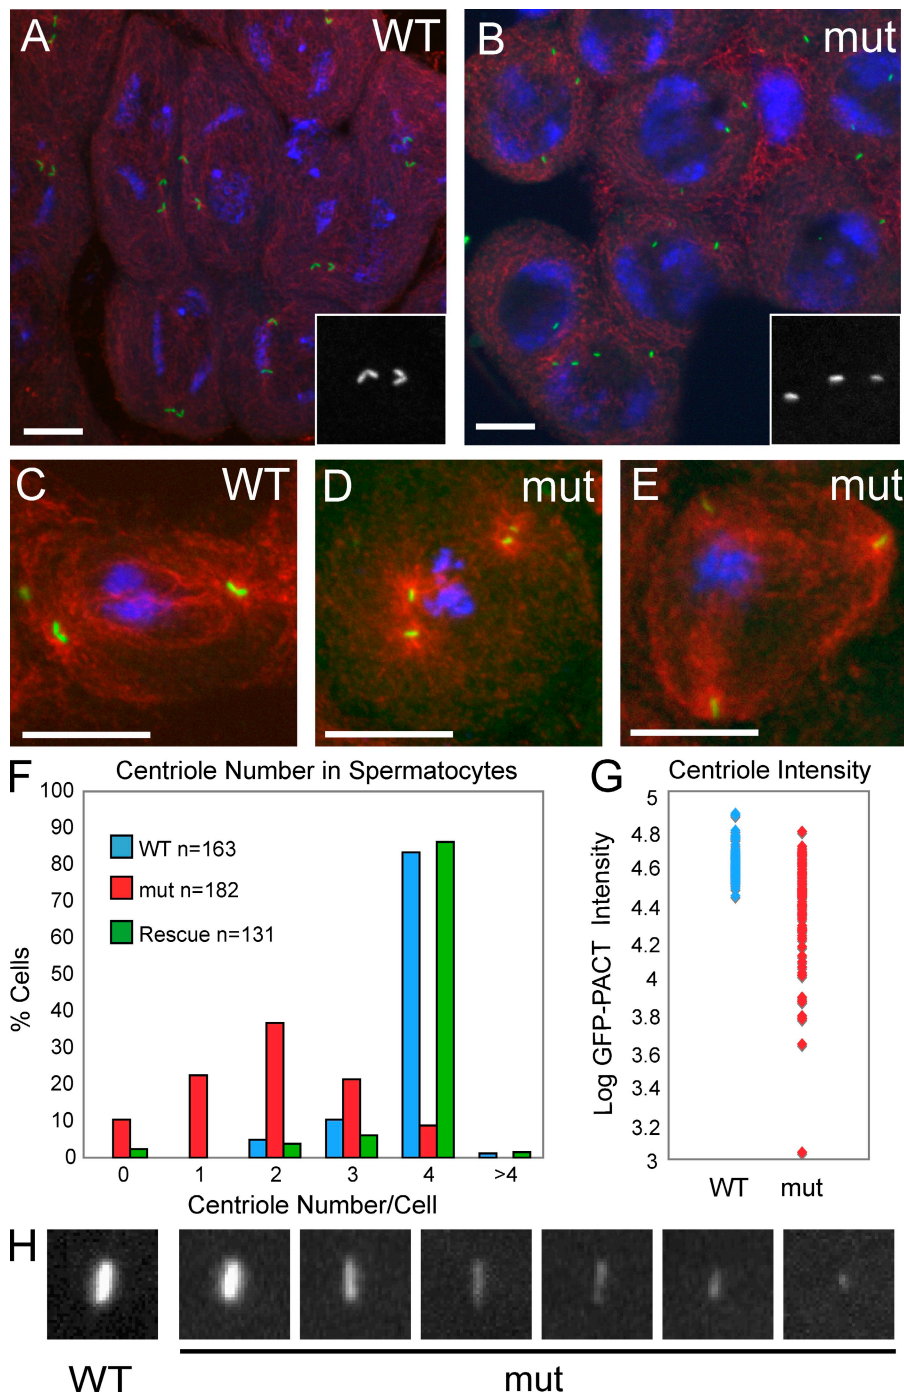 A WT
B mut
C WT
D mut
E mut
F Centriole Number in Spermatocytes
100
90
80
70
60
50
40
30
20
10
0
% Cells
WT n=163
mut n=182
Rescue n=131
0 1 2 3 4 >4
Centriole Number/Cell
G Centriole Intensity
5
4.8
4.6
4.4
4.2
4
3.8
3.6
3.4
3.2
3
Log GFP-PACT Intensity
WT mut
H
WT mut